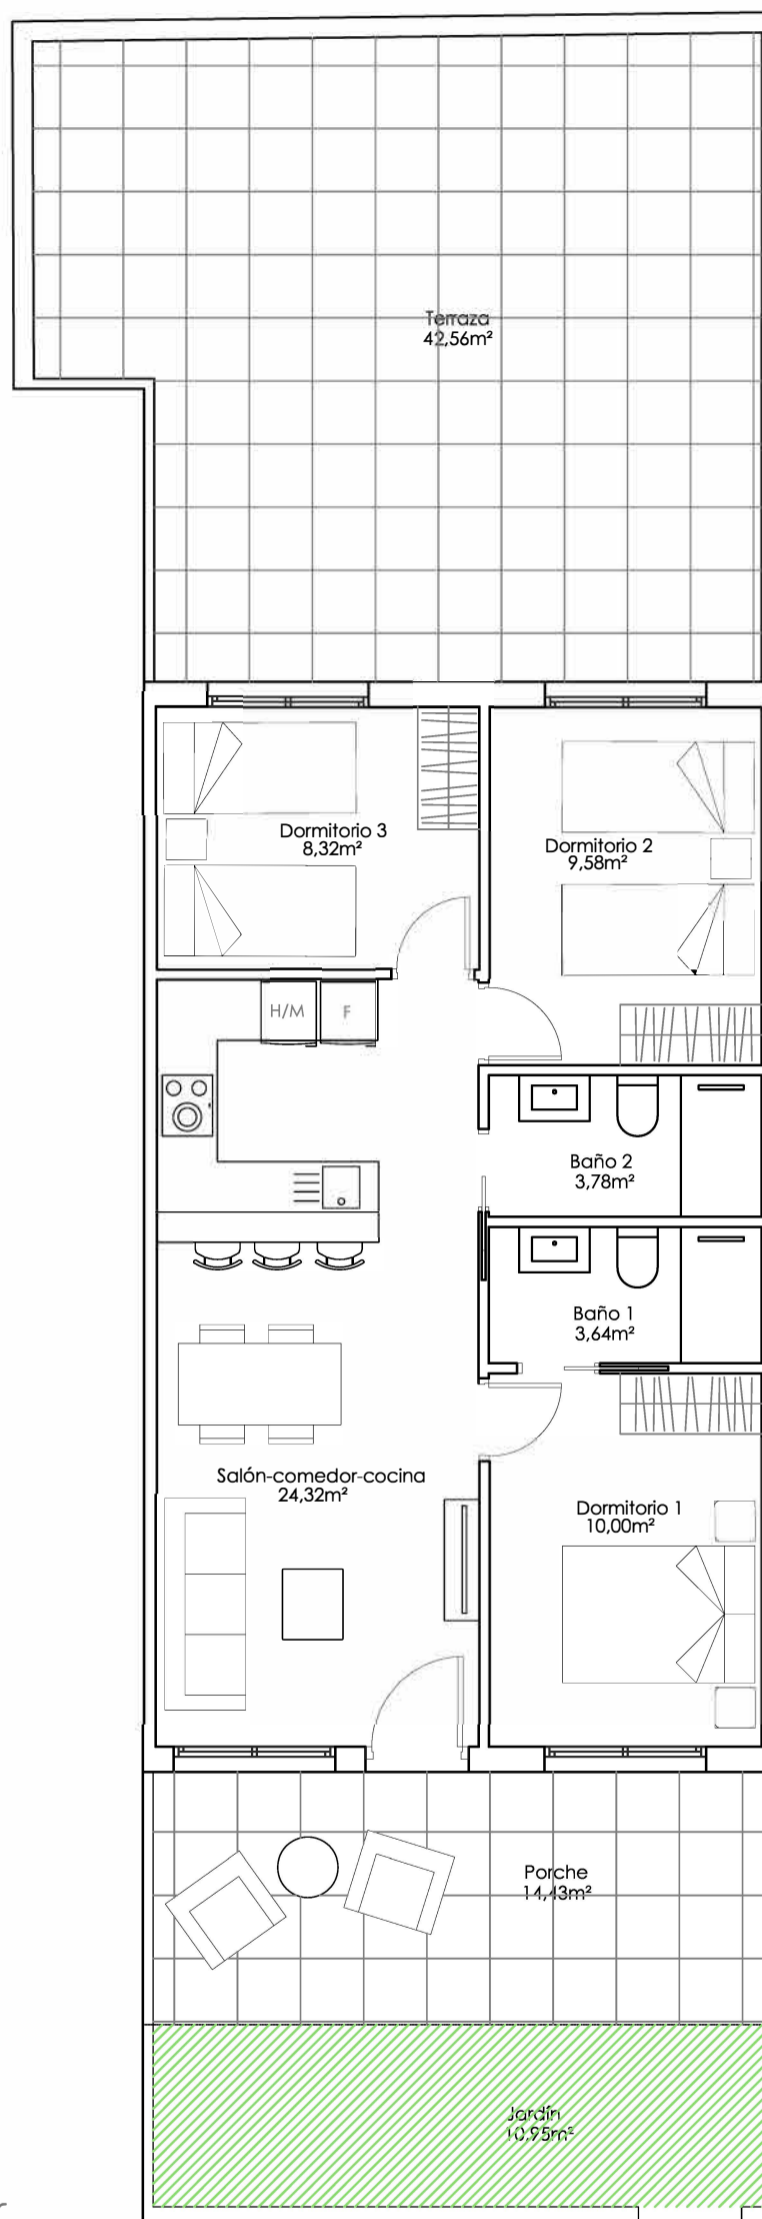 Terraza
42,56m²
Dormitorio 3
8,32m²
Dormitorio 2
9,58m²
H/M
F
Baño 2
3,78m²
Baño 1
3,64m²
Salón-comedor-cocina
24,32m²
Dormitorio 1
10,00m²
Porche
14,43m²
Jardín
10,95m²